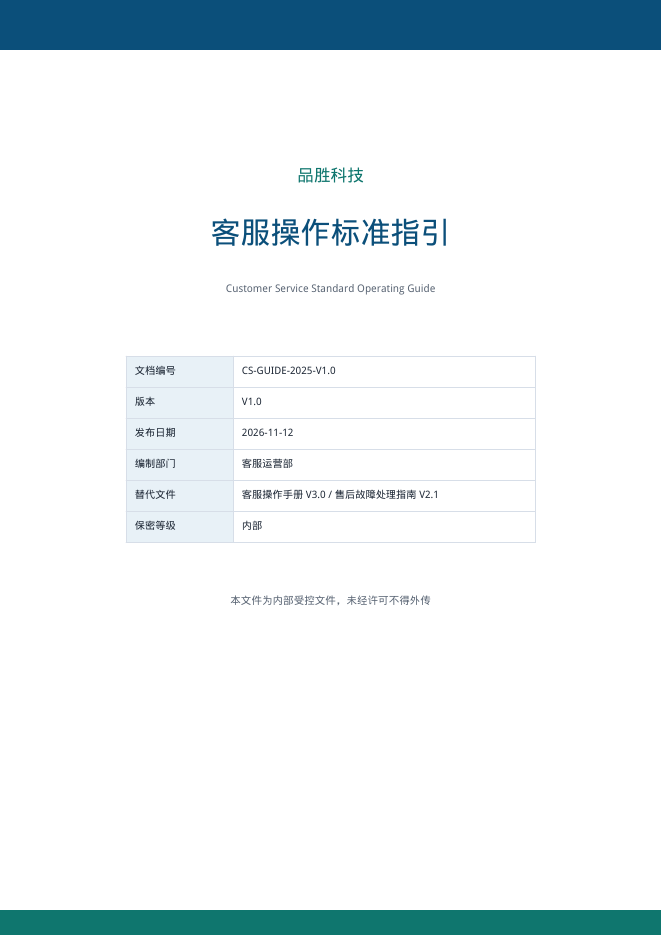 品胜科技
客服操作标准指引
Customer Service Standard Operating Guide
文档编号 CS-GUIDE-2025-V1.0
版本 V1.0
发布日期 2026-11-12
编制部门 客服运营部
替代文件 客服操作手册 V3.0 / 售后故障处理指南 V2.1
保密等级 内部
本文件为内部受控文件，未经许可不得外传